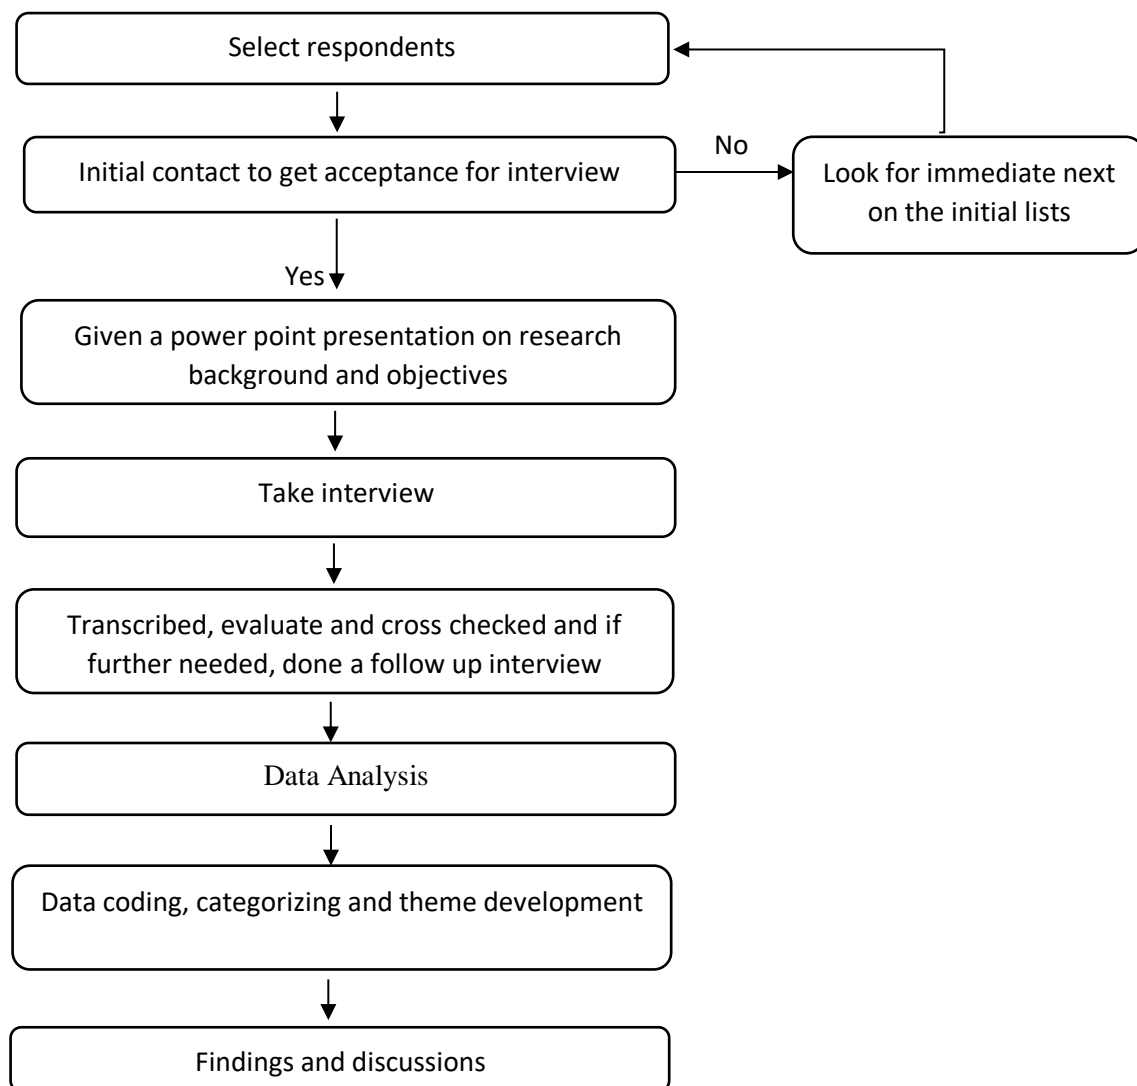 Select respondents
Initial contact to get acceptance for interview
No
Look for immediate next
on the initial lists
Yes
Given a power point presentation on research
background and objectives
Take interview
Transcribed, evaluate and cross checked and if
further needed, done a follow up interview
Data Analysis
Data coding, categorizing and theme development
Findings and discussions